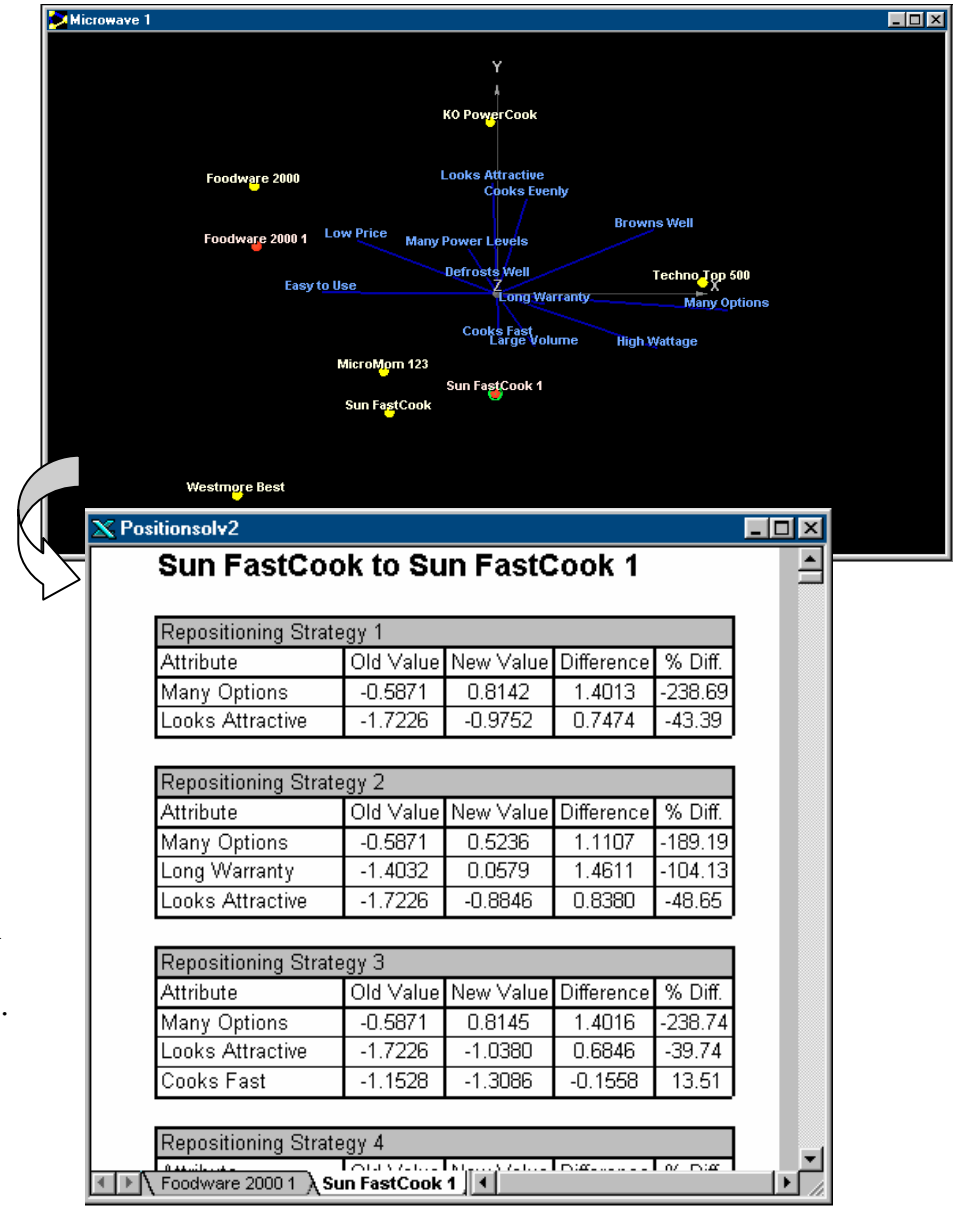 Microwave 1
Y
KO PowerCook
Looks Attractive
Foodware 2000
Cooks Evenly
Browns Well
Low Price
Foodware 2000 1
Many Power Levels
Defrosts Well
Techno Top 500
Easy to Use
Z
X
Long Warranty
Many Options
Cooks Fast
Large Volume
High Wattage
MicroMom 123
Sun FastCook 1
Sun FastCook
Westmore Best
Positionsolv2
Sun FastCook to Sun FastCook 1
Repositioning Strategy 1
Attribute Old Value New Value Difference % Diff.
Many Options -0.5871 0.8142 1.4013 -238.69
Looks Attractive -1.7226 -0.9752 0.7474 -43.39
Repositioning Strategy 2
Attribute Old Value New Value Difference % Diff.
Many Options -0.5871 0.5236 1.1107 -189.19
Long Warranty -1.4032 0.0579 1.4611 -104.13
Looks Attractive -1.7226 -0.8846 0.8380 -48.65
Repositioning Strategy 3
Attribute Old Value New Value Difference % Diff.
Many Options -0.5871 0.8145 1.4016 -238.74
Looks Attractive -1.7226 -1.0380 0.6846 -39.74
Cooks Fast -1.1528 -1.3086 -0.1558 13.51
Repositioning Strategy 4
Foodware 2000 1 Sun FastCook 1